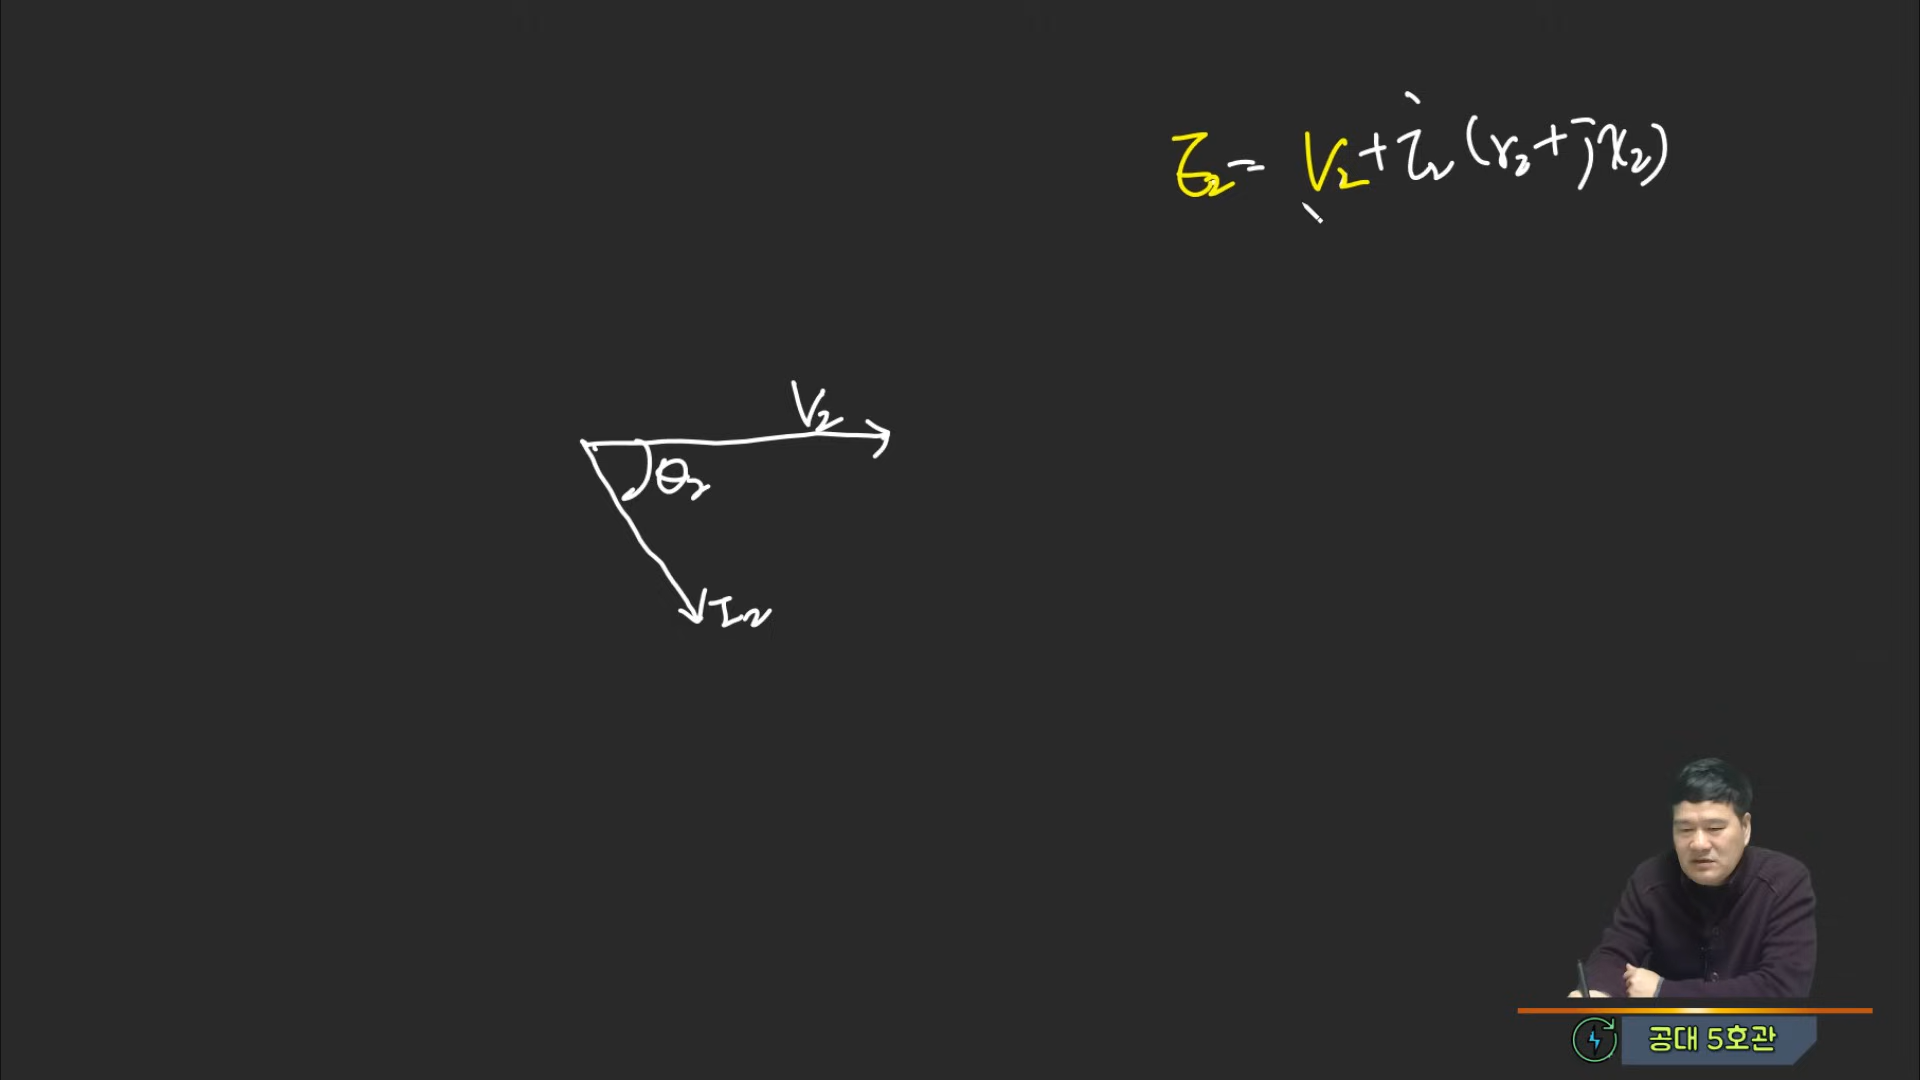 E₂ = V₂ + İ₂ (r₂ + jx₂)
V₂
θ₂
I₂
공대 5호관